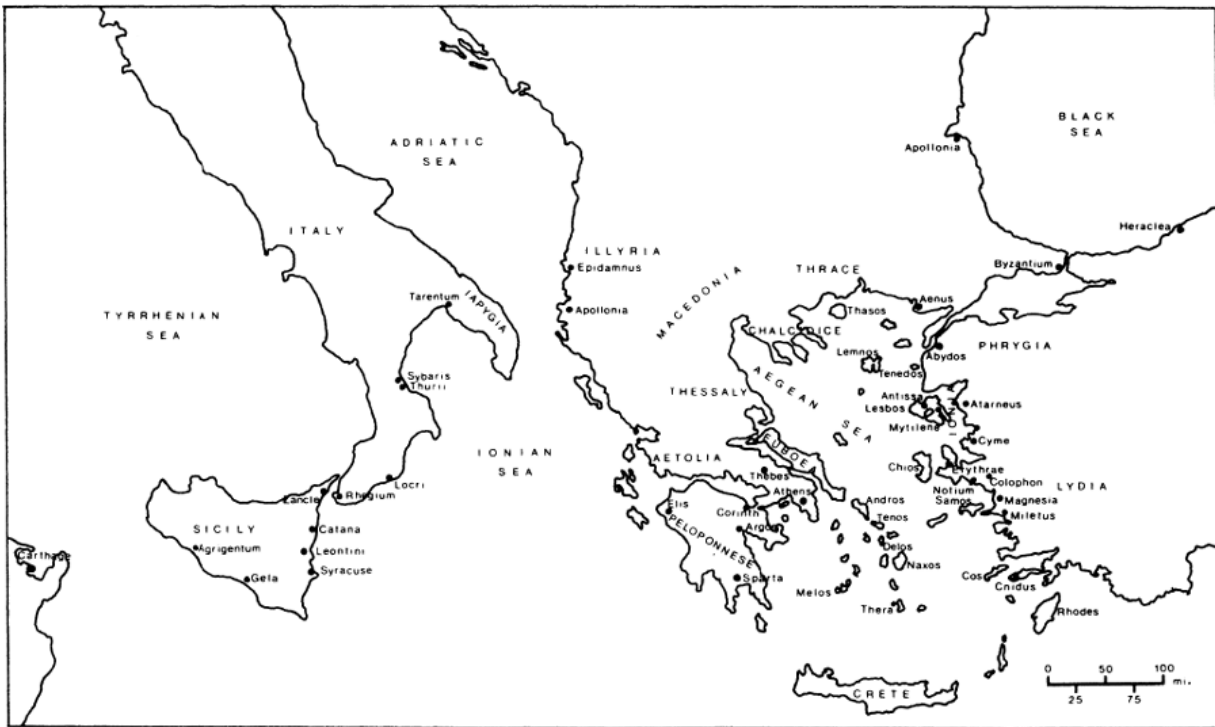 BLACK
SEA
Apollonia
ADRIATIC
SEA
Heraclea
ITALY
ILLYRIA
Epidamnus
Byzantium
THRACE
MACEDONIA
Tarentum
IAPYGIA
Aenus
Thasos
Apollonia
TYRRHENIAN
SEA
CHALCIDICE
PHRYGIA
Abydos
Lemnos
Tenedos
Sybaris
Thurii
THESSALY
AEGEAN SEA
Antissa
Lesbos
Atarneus
Mytilene
Cyme
IONIAN
SEA
AETOLIA
EUBOE
Thebes
Chios
Erythrae
Colophon
Locri
Zancle
Rhegium
Notium
Samos
LYDIA
Magnesia
Miletus
Elis
Corinth
Athens
Andros
Tenos
SICILY
Catana
Argos
PELOPONNESE
Agrigentum
Leontini
Carthage
Delos
Naxos
Syracuse
Gela
Sparta
Melos
Cos
Cnidus
Thera
Rhodes
CRETE
0 50 100
mi.
25 75